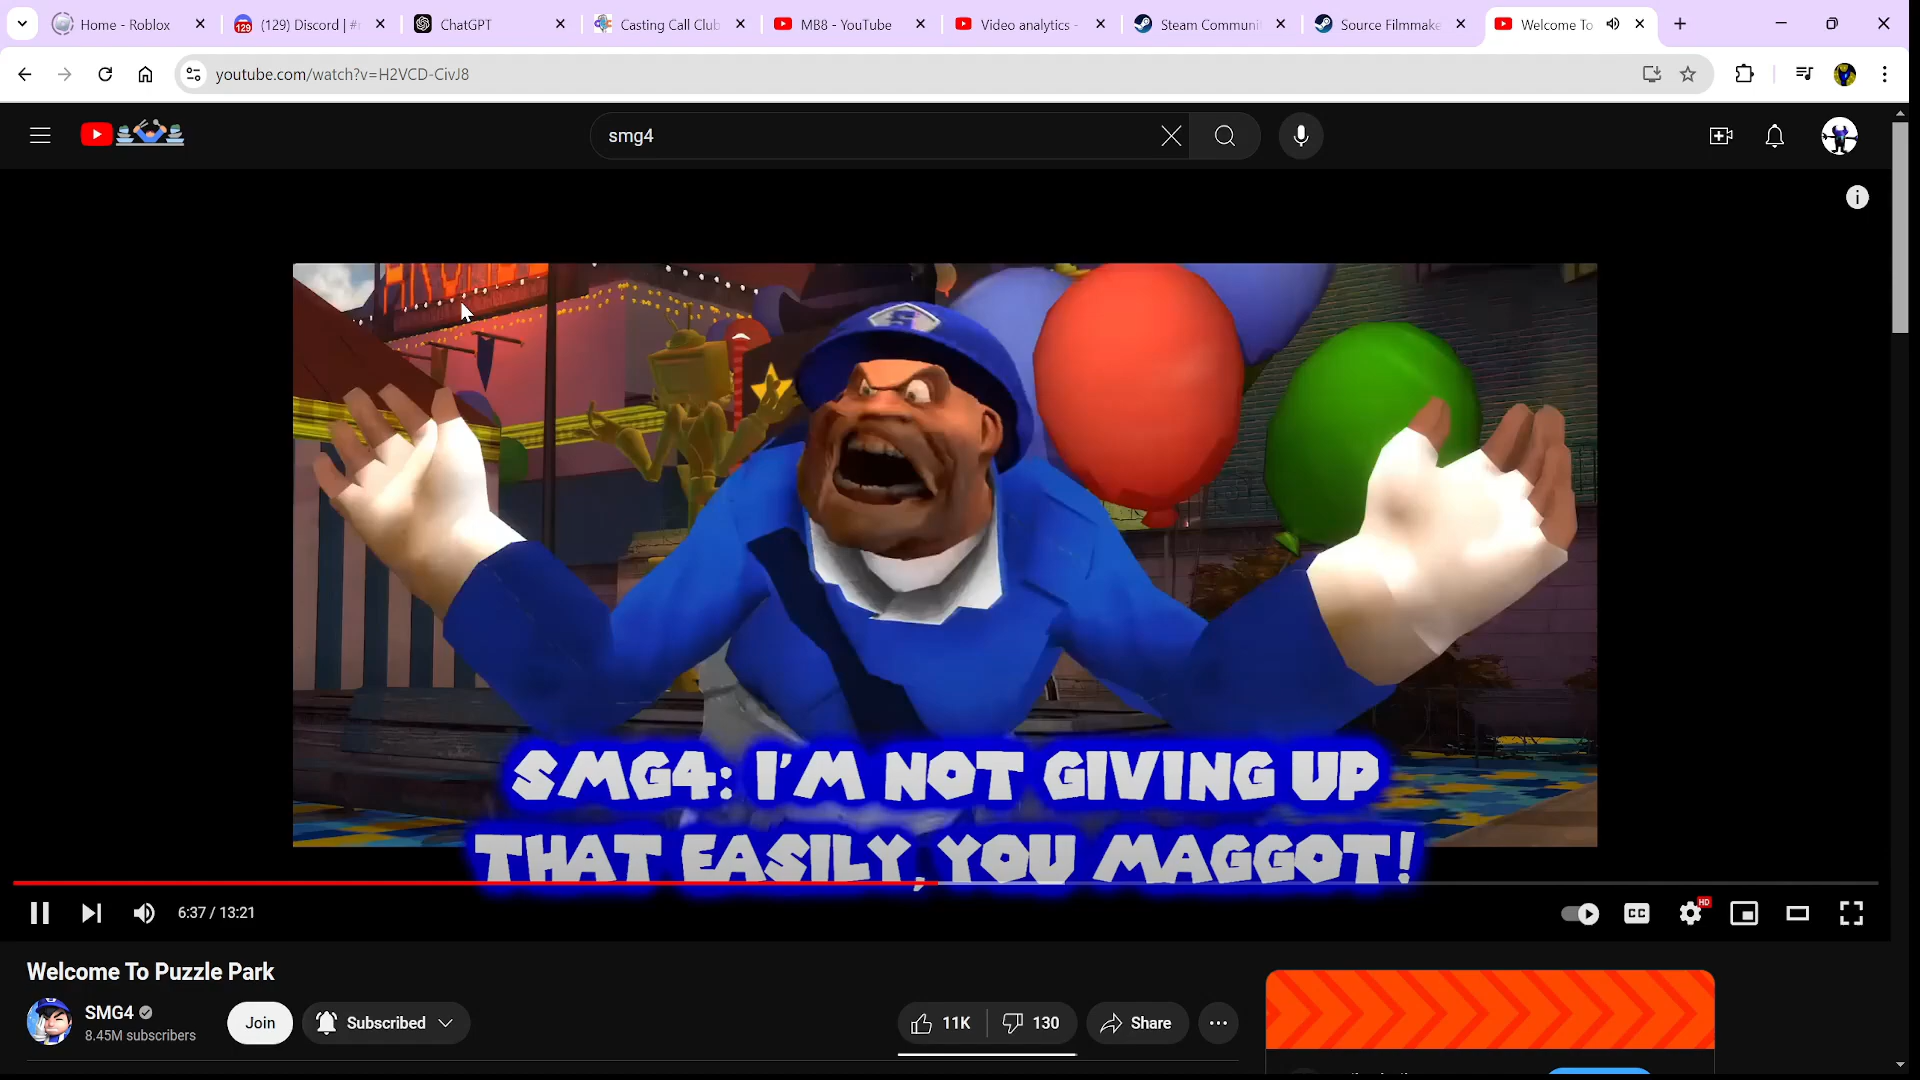 Home - Roblox
(129) Discord | #
ChatGPT
Casting Call Club
MB8 - YouTube
Video analytics -
Steam Communi
Source Filmmake
Welcome To
youtube.com/watch?v=H2VCD-CivJ8
smg4
SMG4: I'M NOT GIVING UP
THAT EASILY, YOU MAGGOT!
6:37 / 13:21
CC
HD
Welcome To Puzzle Park
SMG4
8.45M subscribers
Join
Subscribed
11K
130
Share